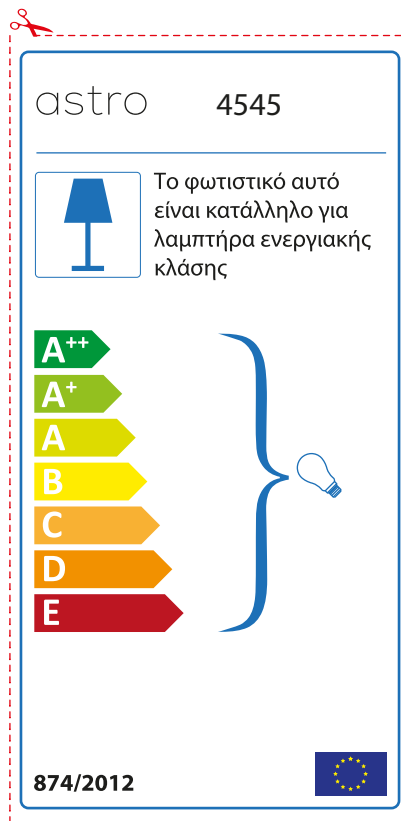 astro 4545
Το φωτιστικό αυτό
είναι κατάλληλο για
λαμπτήρα ενεργιακής
κλάσης
A++
A+
A
B
C
D
E
874/2012